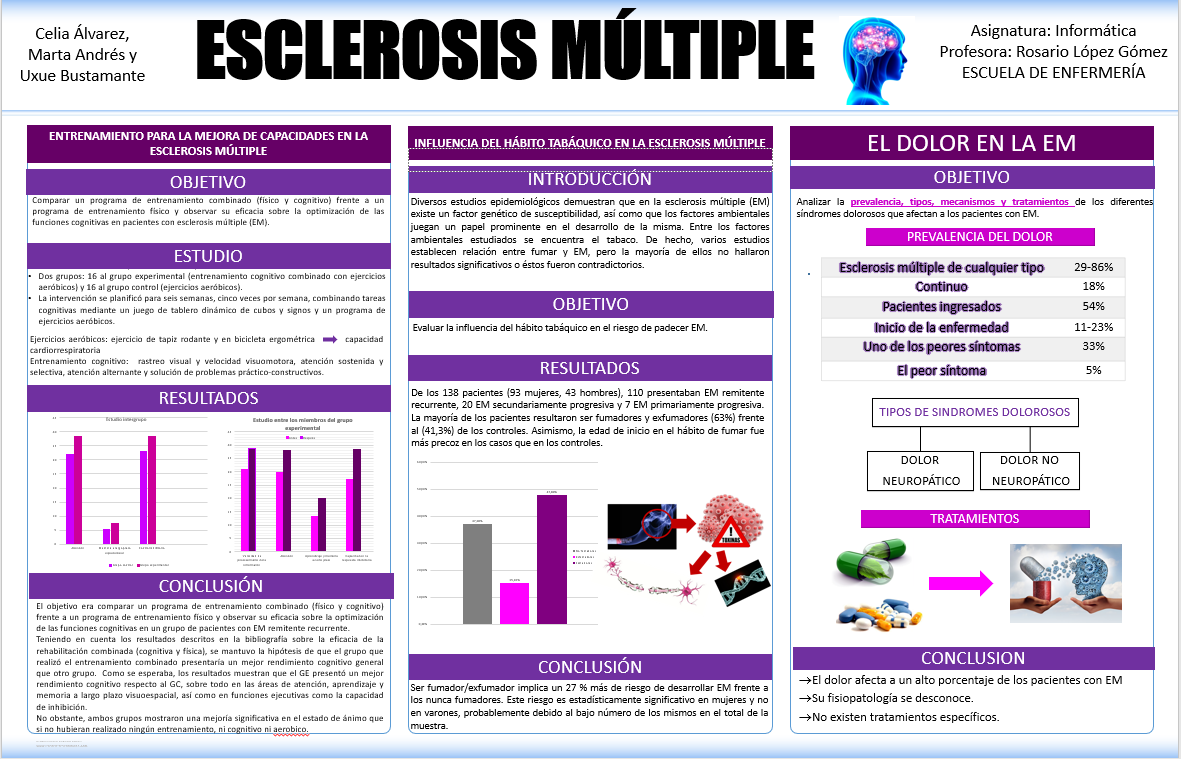 Celia Álvarez,
Marta Andrés y
Uxue Bustamante
ESCLEROSIS MÚLTIPLE
Asignatura: Informática
Profesora: Rosario López Gómez
ESCUELA DE ENFERMERÍA
ENTRENAMIENTO PARA LA MEJORA DE CAPACIDADES EN LA
ESCLEROSIS MÚLTIPLE
OBJETIVO
Comparar un programa de entrenamiento combinado (físico y cognitivo) frente a un
programa de entrenamiento físico y observar su eficacia sobre la optimización de las
funciones cognitivas en pacientes con esclerosis múltiple (EM).
ESTUDIO
• Dos grupos: 16 al grupo experimental (entrenamiento cognitivo combinado con ejercicios
aeróbicos) y 16 al grupo control (ejercicios aeróbicos).
• La intervención se planificó para seis semanas, cinco veces por semana, combinando tareas
cognitivas mediante un juego de tablero dinámico de cubos y signos y un programa de
ejercicios aeróbicos.
Ejercicios aeróbicos: ejercicio de tapiz rodante y en bicicleta ergométrica capacidad
cardiorrespiratoria
Entrenamiento cognitivo: rastreo visual y velocidad visuomotora, atención sostenida y
selectiva, atención alternante y solución de problemas práctico-constructivos.
RESULTADOS
Estudio intergrupo
Estudio entre los miembros del grupo
experimental
CONCLUSIÓN
El objetivo era comparar un programa de entrenamiento combinado (físico y cognitivo)
frente a un programa de entrenamiento físico y observar su eficacia sobre la optimización
de las funciones cognitivas en un grupo de pacientes con EM remitente recurrente.
Teniendo en cuenta los resultados descritos en la bibliografía sobre la eficacia de la
rehabilitación combinada (cognitiva y física), se mantuvo la hipótesis de que el grupo que
realizó el entrenamiento combinado presentaría un mejor rendimiento cognitivo general
que otro grupo. Como se esperaba, los resultados muestran que el GE presentó un mejor
rendimiento cognitivo respecto al GC, sobre todo en las áreas de atención, aprendizaje y
memoria a largo plazo visuoespacial, así como en funciones ejecutivas como la capacidad
de inhibición.
No obstante, ambos grupos mostraron una mejoría significativa en el estado de ánimo que
si no hubieran realizado ningún entrenamiento, ni cognitivo ni aerobico.
INFLUENCIA DEL HÁBITO TABÁQUICO EN LA ESCLEROSIS MÚLTIPLE
INTRODUCCIÓN
Diversos estudios epidemiológicos demuestran que en la esclerosis múltiple (EM)
existe un factor genético de susceptibilidad, así como que los factores ambientales
juegan un papel prominente en el desarrollo de la misma. Entre los factores
ambientales estudiados se encuentra el tabaco. De hecho, varios estudios
establecen relación entre fumar y EM, pero la mayoría de ellos no hallaron
resultados significativos o éstos fueron contradictorios.
OBJETIVO
Evaluar la influencia del hábito tabáquico en el riesgo de padecer EM.
RESULTADOS
De los 138 pacientes (93 mujeres, 43 hombres), 110 presentaban EM remitente
recurrente, 20 EM secundariamente progresiva y 7 EM primariamente progresiva.
La mayoría de los pacientes resultaron ser fumadores y exfumadores (63%) frente
al (41,3%) de los controles. Asimismo, la edad de inicio en el hábito de fumar fue
más precoz en los casos que en los controles.
TOXINAS
CONCLUSIÓN
Ser fumador/exfumador implica un 27 % más de riesgo de desarrollar EM frente a
los nunca fumadores. Este riesgo es estadísticamente significativo en mujeres y no
en varones, probablemente debido al bajo número de los mismos en el total de la
muestra.
EL DOLOR EN LA EM
OBJETIVO
Analizar la prevalencia, tipos, mecanismos y tratamientos de los diferentes
síndromes dolorosos que afectan a los pacientes con EM.
PREVALENCIA DEL DOLOR
Esclerosis múltiple de cualquier tipo 29-86%
Continuo 18%
Pacientes ingresados 54%
Inicio de la enfermedad 11-23%
Uno de los peores síntomas 33%
El peor síntoma 5%
TIPOS DE SINDROMES DOLOROSOS
DOLOR
NEUROPÁTICO
DOLOR NO
NEUROPÁTICO
TRATAMIENTOS
CONCLUSION
→El dolor afecta a un alto porcentaje de los pacientes con EM
→Su fisiopatología se desconoce.
→No existen tratamientos específicos.